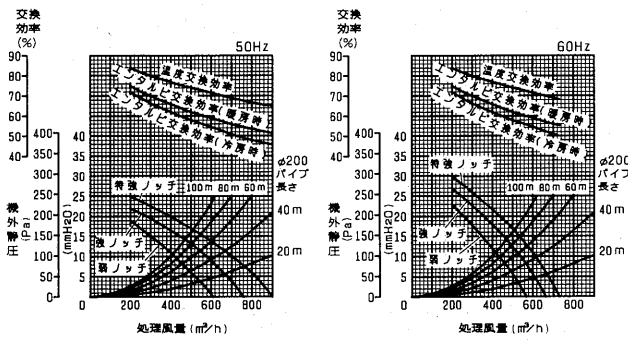 交換
効率
(%)
50Hz
90
80
70
60
50
40
温度交換効率
エンタルピ交換効率(暖房時)
エンタルピ交換効率(冷房時)
400
350
300
250
200
150
100
50
0
機外静圧
(Pa)
40
35
30
25
20
15
10
5
0
(mmH2O)
特強ノッチ
強ノッチ
弱ノッチ
100m 80m 60m
ø200
パイプ
長さ
40m
20m
0 200 400 600 800
処理風量 (m³/h)
交換
効率
(%)
60Hz
90
80
70
60
50
40
温度交換効率
エンタルピ交換効率(暖房時)
エンタルピ交換効率(冷房時)
400
350
300
250
200
150
100
50
0
機外静圧
(Pa)
40
35
30
25
20
15
10
5
0
(mmH2O)
特強ノッチ
強ノッチ
弱ノッチ
100m 80m 60m
ø200
パイプ
長さ
40m
20m
0 200 400 600 800
処理風量 (m³/h)